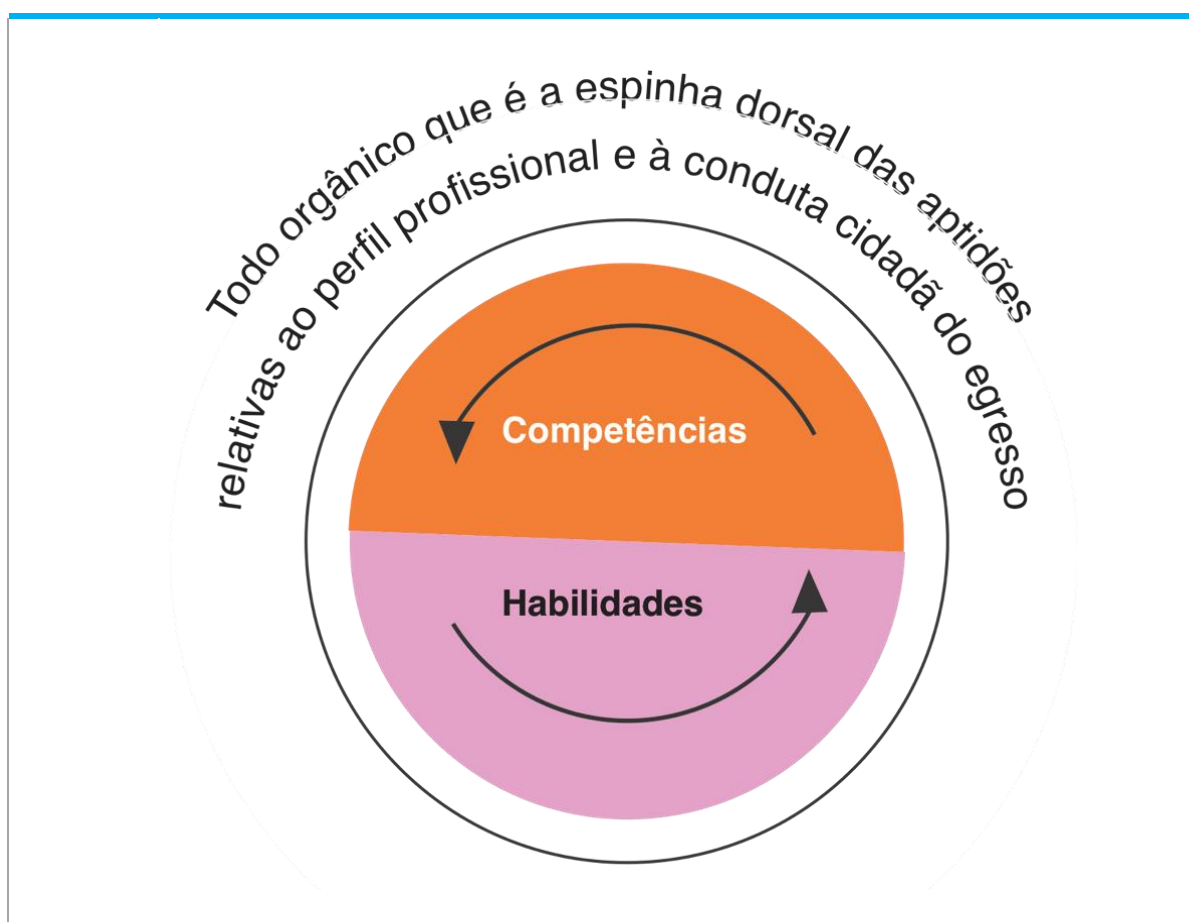 Todo orgânico que é a espinha dorsal das aptidões
relativas ao perfil profissional e à conduta cidadã do egresso
Competências
Habilidades